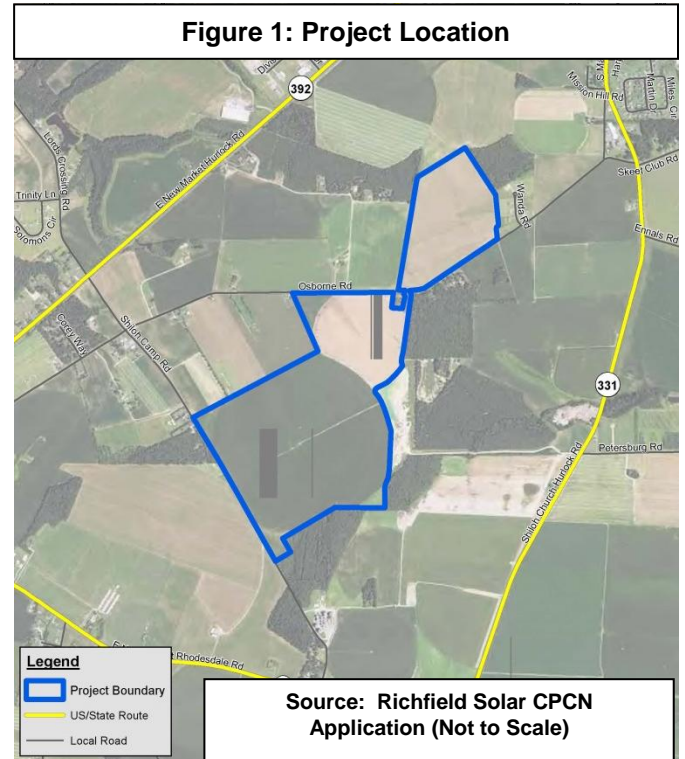 Figure 1: Project Location
392
E New Market Hurlock Rd
Mission Hill Rd
Martin Dr
Miles Cir
Lords Crossing Rd
Skeet Club Rd
Trinity Ln
Solomons Cir
Wanda Rd
Ennals Rd
Osborne Rd
Shiloh Camp Rd
Corey Way
331
Petersburg Rd
Shiloh Church Hurlock Rd
Rhodesdale Rd
Legend
Project Boundary
US/State Route
Local Road
Source: Richfield Solar CPCN
Application (Not to Scale)